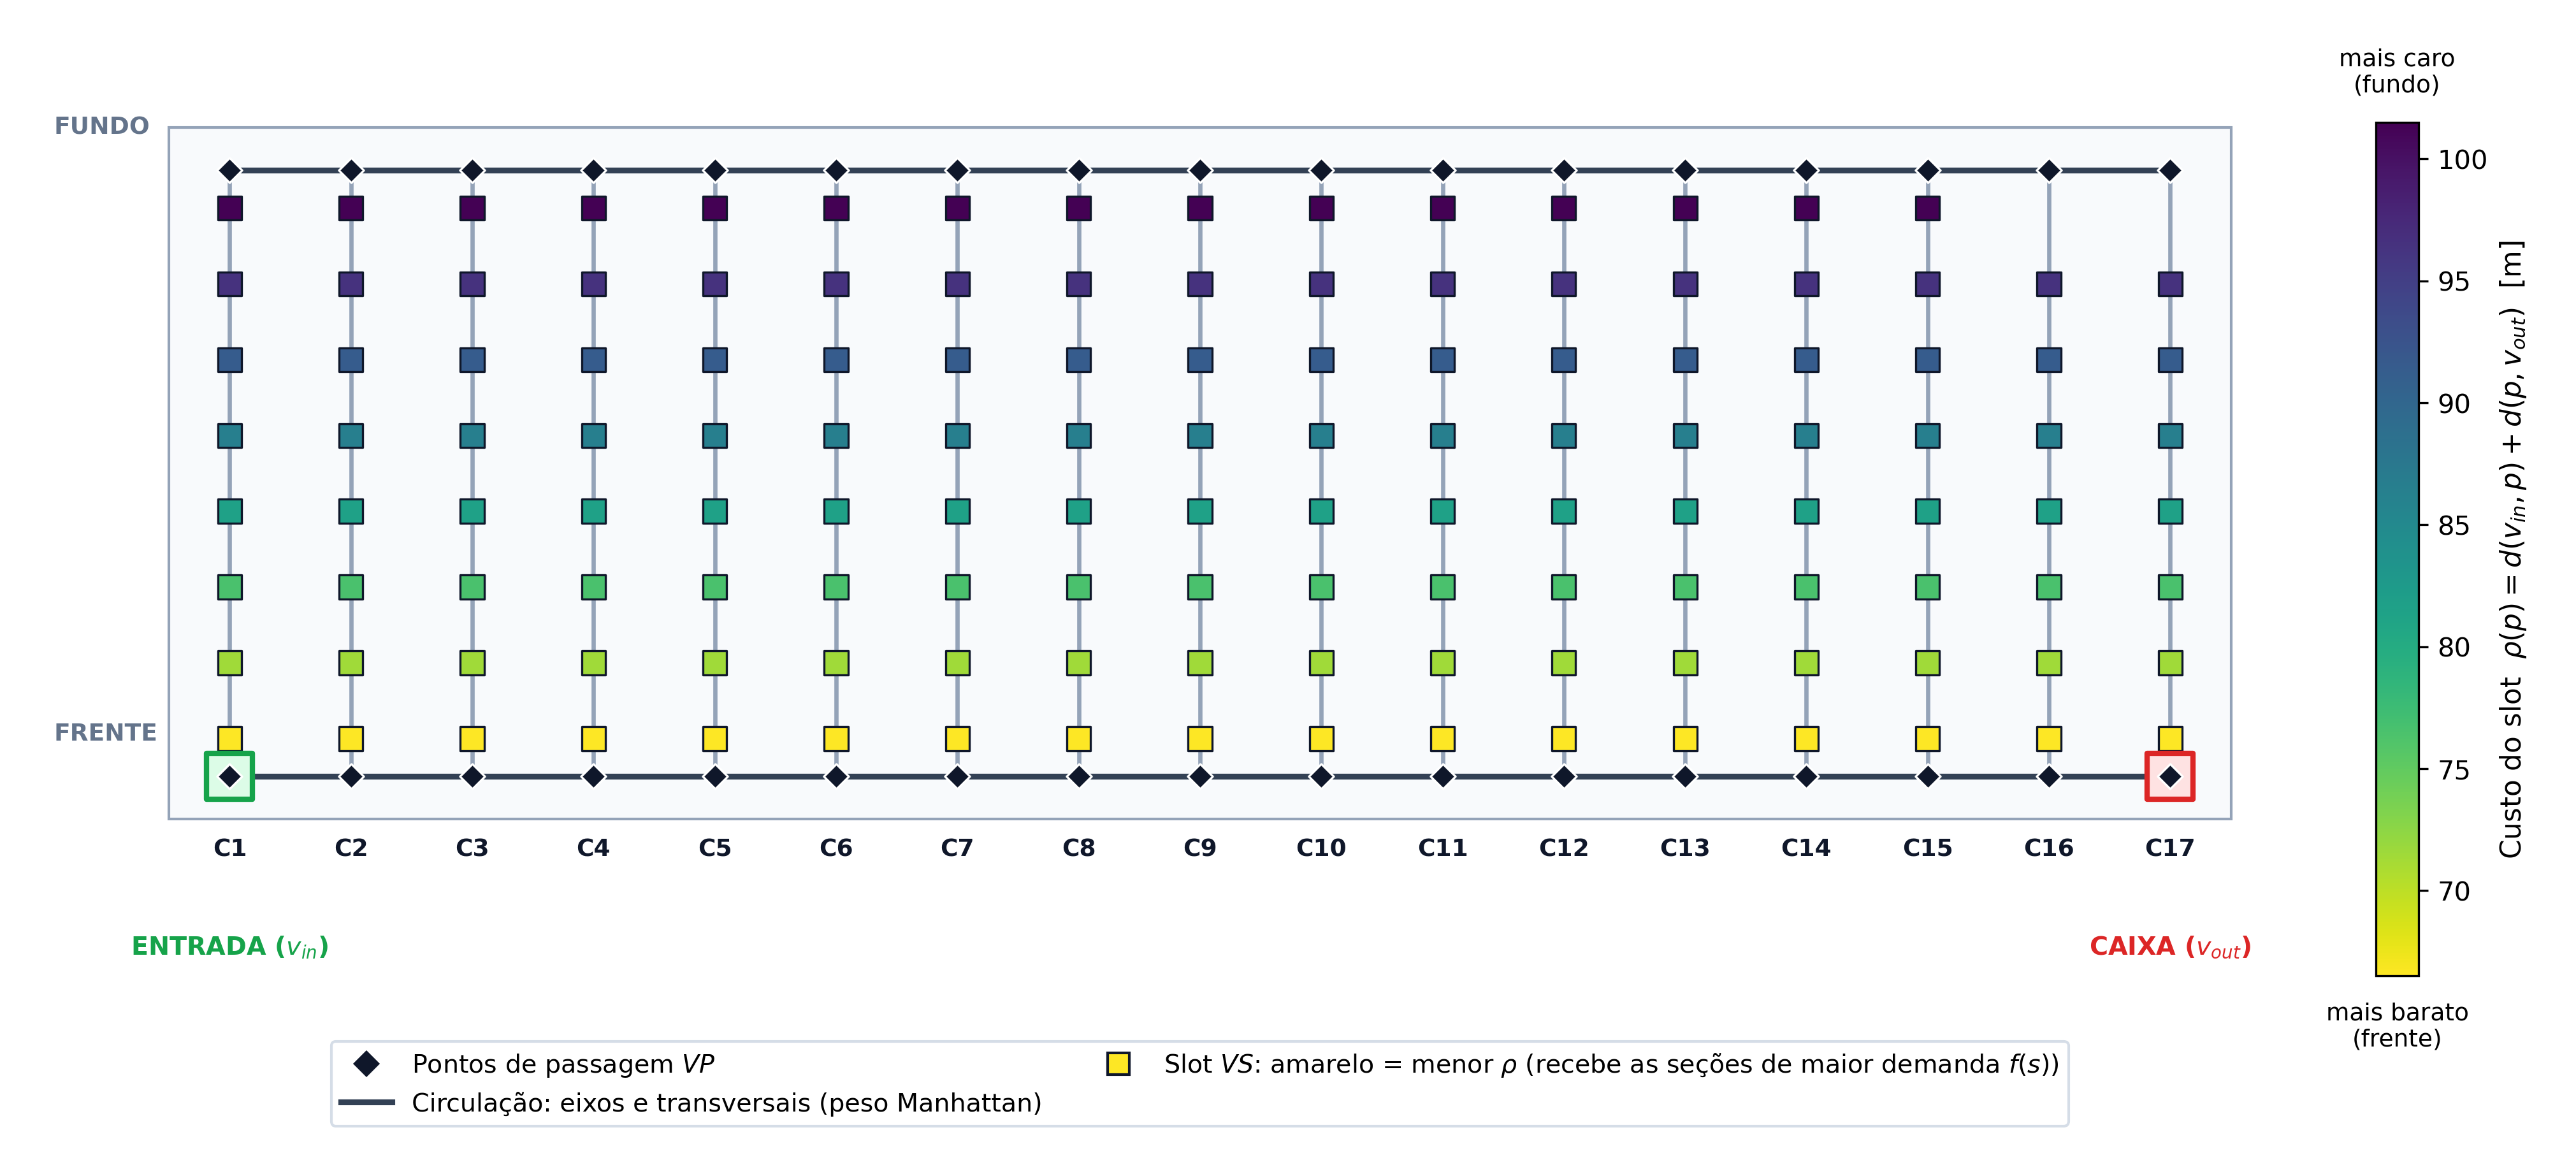 mais caro
(fundo)
FUNDO
FRENTE
C1 C2 C3 C4 C5 C6 C7 C8 C9 C10 C11 C12 C13 C14 C15 C16 C17
ENTRADA (v_in)
CAIXA (v_out)
100
95
90
85
80
75
70
Custo do slot ρ(p) = d(v_in, p) + d(p, v_out) [m]
mais barato
(frente)
Pontos de passagem VP
Circulação: eixos e transversais (peso Manhattan)
Slot VS: amarelo = menor ρ (recebe as seções de maior demanda f(s))